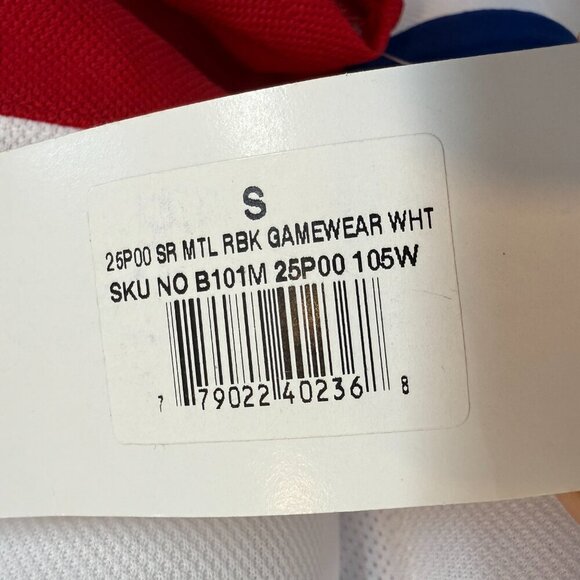 S
25P00 SR MTL RBK GAMEWEAR WHT
SKU NO B101M 25P00 105W
7 79022 40236 8